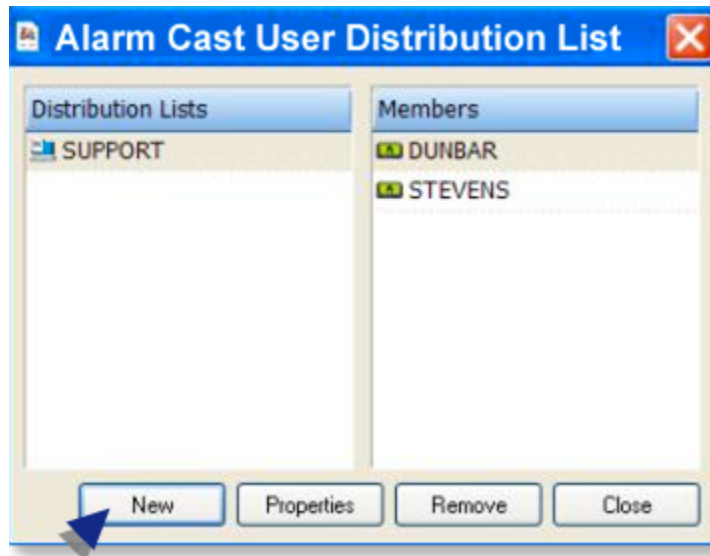 Alarm Cast User Distribution List
Distribution Lists
SUPPORT
Members
DUNBAR
STEVENS
New
Properties
Remove
Close